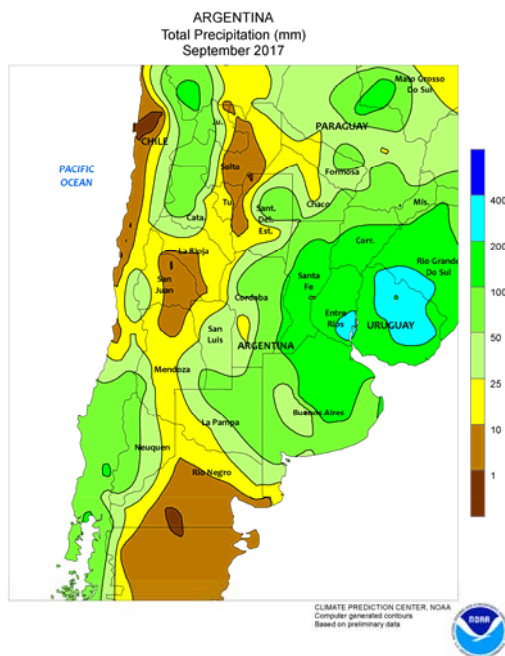 ARGENTINA
Total Precipitation (mm)
September 2017
Mato Grosso
Do Sul
Ju.
PARAGUAY
CHILE
PACIFIC
OCEAN
Salta
Formosa
Tu.
Chaco
Sant.
Del
Est.
Mis.
Cata.
Corr.
La Rioja
Rio Grande
Do Sul
San
Juan
Santa
Fe
Cordoba
Entre
Rios
URUGUAY
San
Luis
ARGENTINA
Mendoza
Buenos Aires
La Pampa
Neuquen
Rio Negro
400
200
100
50
25
10
1
CLIMATE PREDICTION CENTER, NOAA
Computer generated contours
Based on preliminary data
NOAA